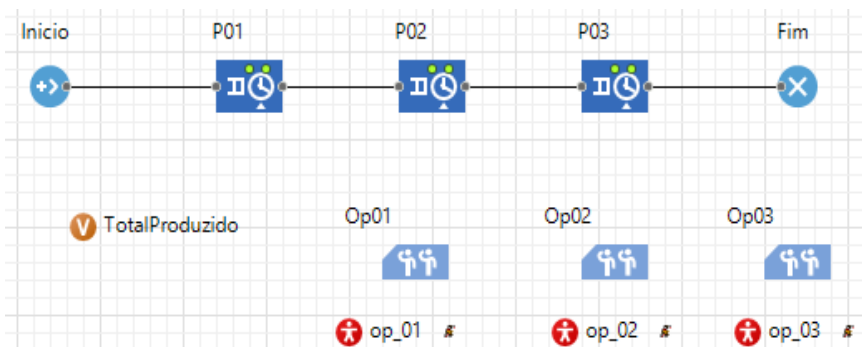 Inicio P01 P02 P03 Fim
V TotalProduzido
Op01 Op02 Op03
op_01 op_02 op_03